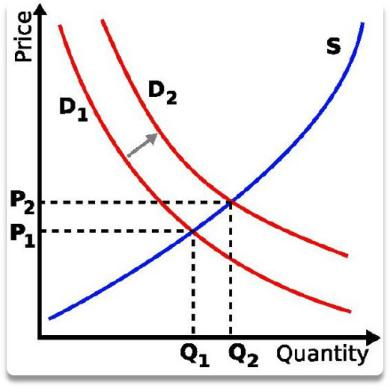 Price
S
D₂
D₁
P₂
P₁
Q₁ Q₂ Quantity